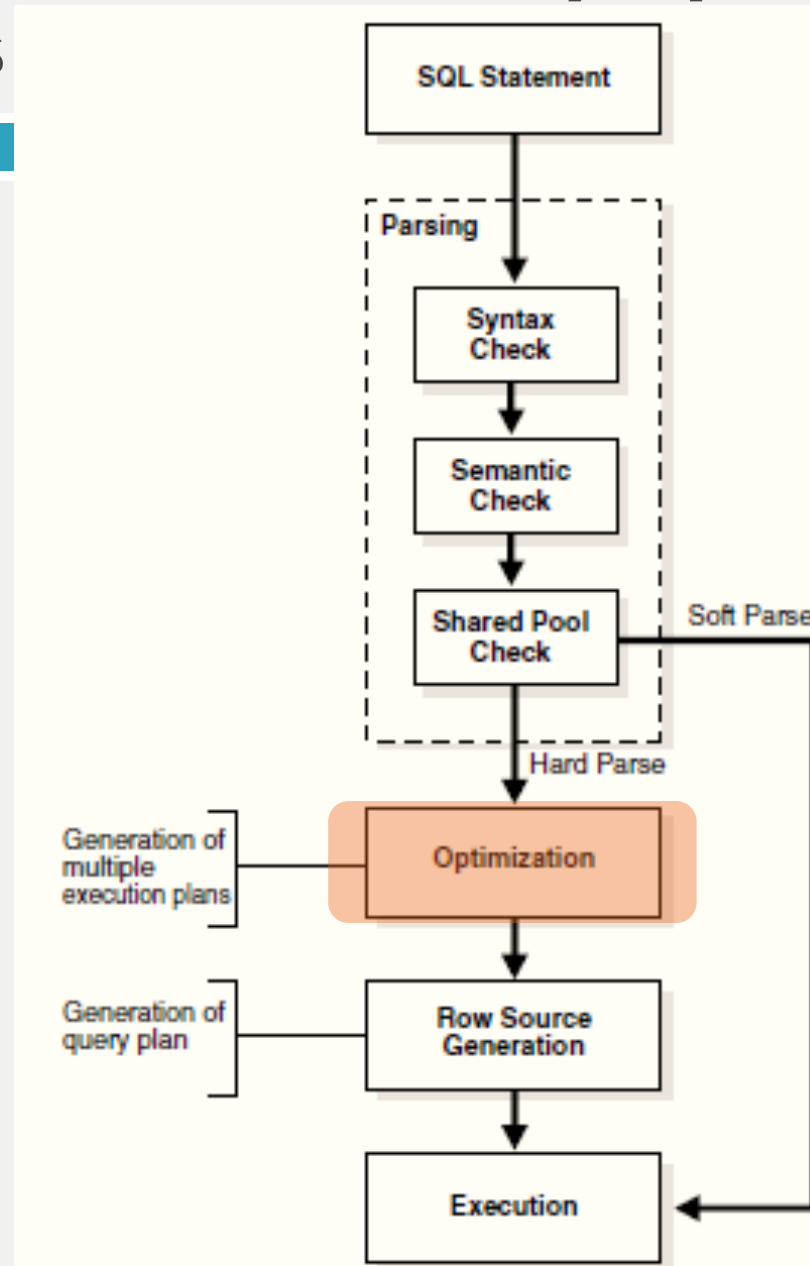 SQL Statement
Parsing
Syntax
Check
Semantic
Check
Shared Pool
Check
Soft Parse
Hard Parse
Generation of
multiple
execution plans
Optimization
Generation of
query plan
Row Source
Generation
Execution